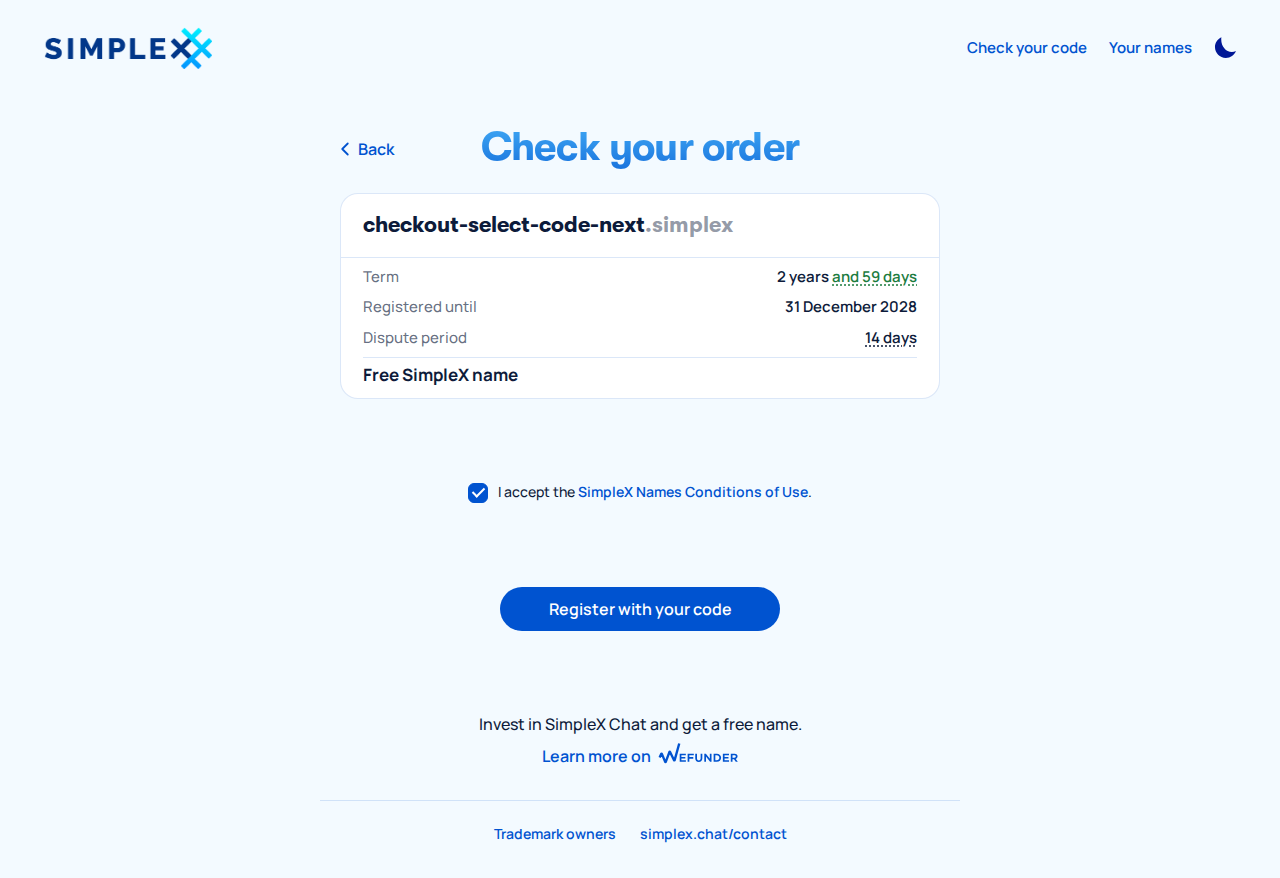 SIMPLEX
Check your code
Your names
Back
Check your order
checkout-select-code-next.simplex
Term
2 years and 59 days
Registered until
31 December 2028
Dispute period
14 days
Free SimpleX name
I accept the SimpleX Names Conditions of Use.
Register with your code
Invest in SimpleX Chat and get a free name.
Learn more on WEFUNDER
Trademark owners
simplex.chat/contact